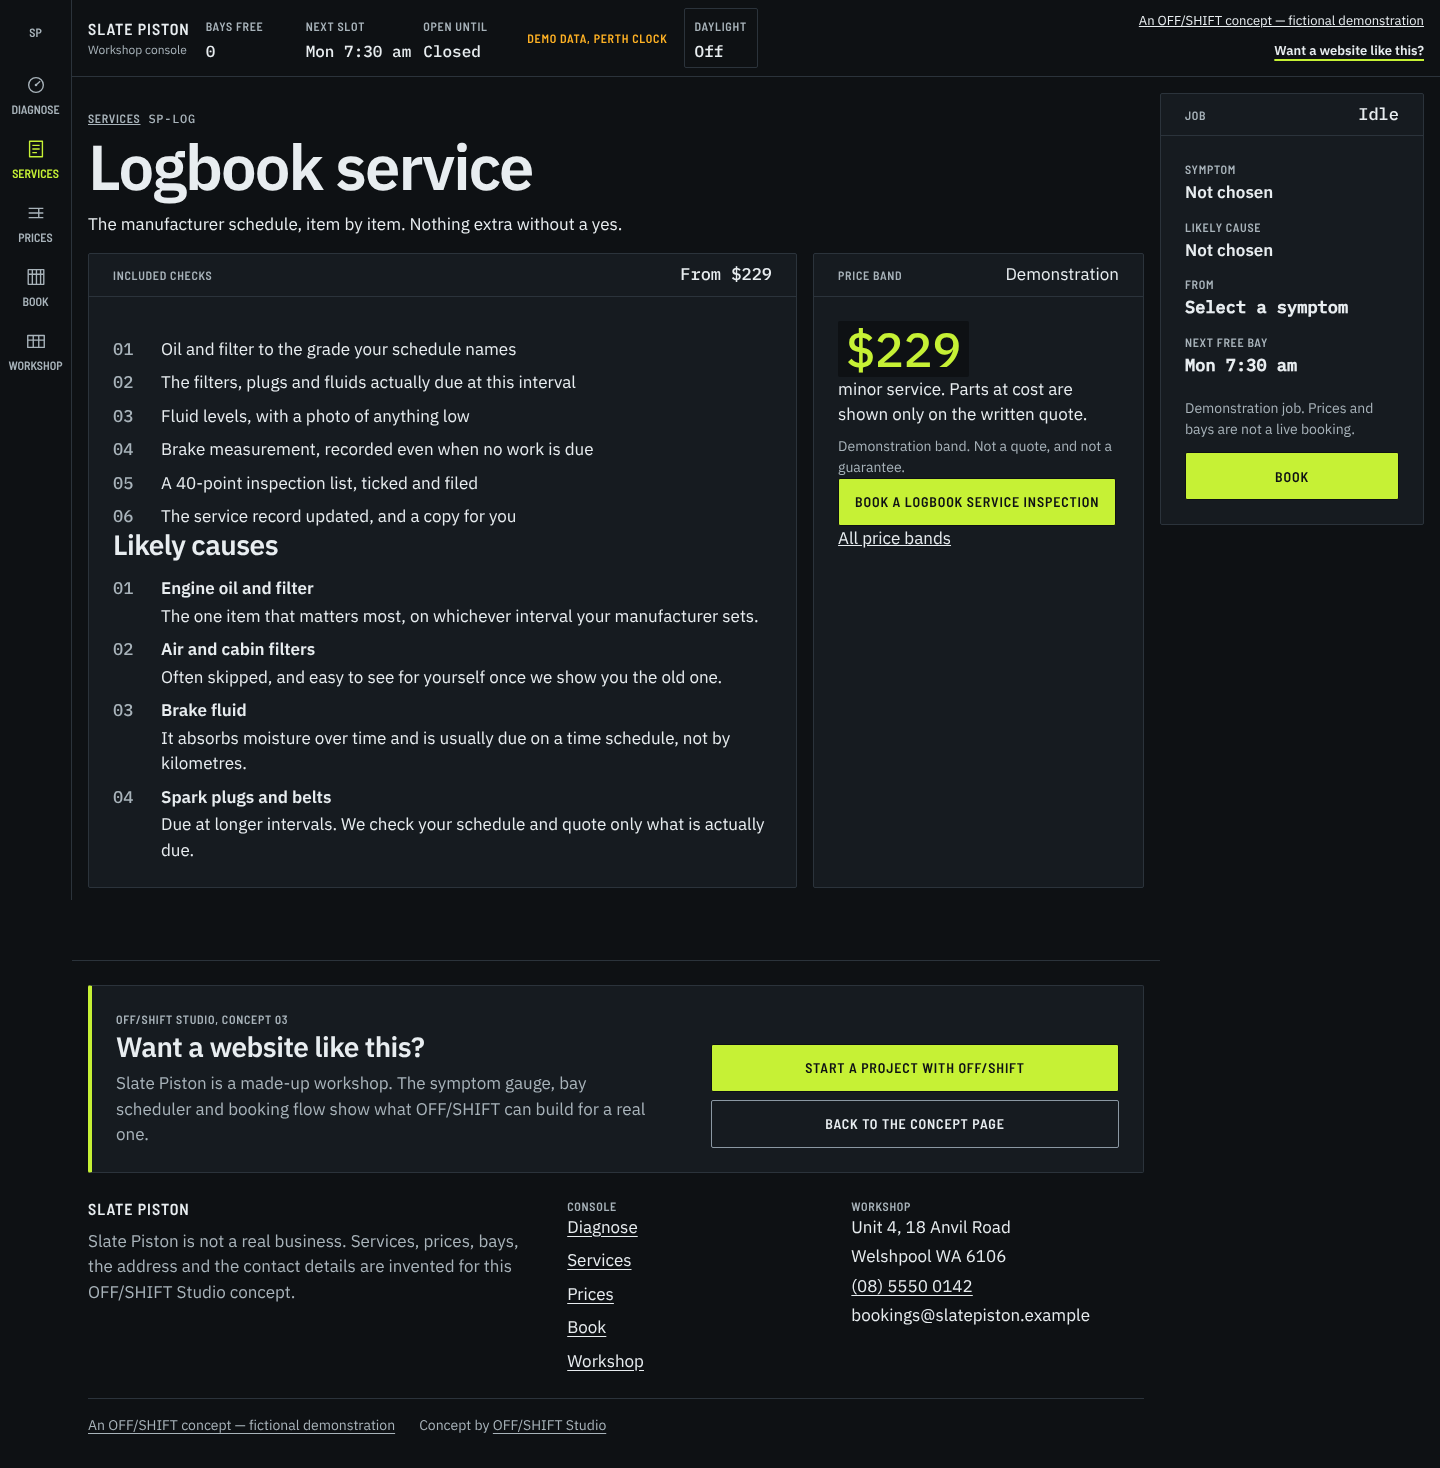 SP
DIAGNOSE
SERVICES
PRICES
BOOK
WORKSHOP
SLATE PISTON
Workshop console
BAYS FREE
0
NEXT SLOT
Mon 7:30 am
OPEN UNTIL
Closed
DEMO DATA, PERTH CLOCK
DAYLIGHT
Off
An OFF/SHIFT concept — fictional demonstration
Want a website like this?
SERVICES SP-LOG
Logbook service
The manufacturer schedule, item by item. Nothing extra without a yes.
INCLUDED CHECKS From $229
01 Oil and filter to the grade your schedule names
02 The filters, plugs and fluids actually due at this interval
03 Fluid levels, with a photo of anything low
04 Brake measurement, recorded even when no work is due
05 A 40-point inspection list, ticked and filed
06 The service record updated, and a copy for you
Likely causes
01 Engine oil and filter
The one item that matters most, on whichever interval your manufacturer sets.
02 Air and cabin filters
Often skipped, and easy to see for yourself once we show you the old one.
03 Brake fluid
It absorbs moisture over time and is usually due on a time schedule, not by
kilometres.
04 Spark plugs and belts
Due at longer intervals. We check your schedule and quote only what is actually
due.
PRICE BAND Demonstration
$229
minor service. Parts at cost are
shown only on the written quote.
Demonstration band. Not a quote, and not a
guarantee.
BOOK A LOGBOOK SERVICE INSPECTION
All price bands
JOB Idle
SYMPTOM
Not chosen
LIKELY CAUSE
Not chosen
FROM
Select a symptom
NEXT FREE BAY
Mon 7:30 am
Demonstration job. Prices and
bays are not a live booking.
BOOK
OFF/SHIFT STUDIO, CONCEPT 03
Want a website like this?
Slate Piston is a made-up workshop. The symptom gauge, bay
scheduler and booking flow show what OFF/SHIFT can build for a real
one.
START A PROJECT WITH OFF/SHIFT
BACK TO THE CONCEPT PAGE
SLATE PISTON
Slate Piston is not a real business. Services, prices, bays,
the address and the contact details are invented for this
OFF/SHIFT Studio concept.
CONSOLE
Diagnose
Services
Prices
Book
Workshop
WORKSHOP
Unit 4, 18 Anvil Road
Welshpool WA 6106
(08) 5550 0142
bookings@slatepiston.example
An OFF/SHIFT concept — fictional demonstration Concept by OFF/SHIFT Studio